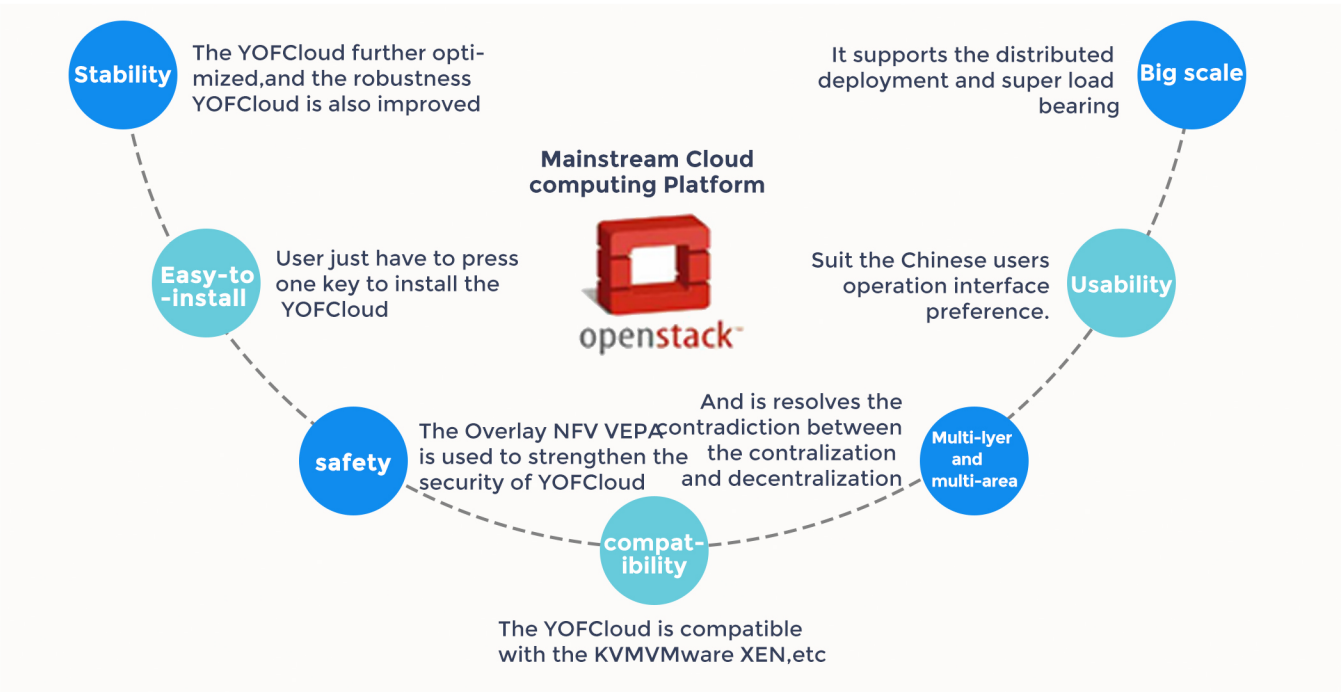 Stability
The YOFCloud further opti-
mized,and the robustness
YOFCloud is also improved
It supports the distributed
deployment and super load
bearing
Big scale
Mainstream Cloud
computing Platform
openstack™
Easy-to
-install
User just have to press
one key to install the
YOFCloud
Suit the Chinese users
operation interface
preference.
Usability
safety
The Overlay NFV VEPA
is used to strengthen the
security of YOFCloud
And is resolves the
contradiction between
the contralization
and decentralization
Multi-lyer
and
multi-area
compat-
ibility
The YOFCloud is compatible
with the KVMVMware XEN,etc